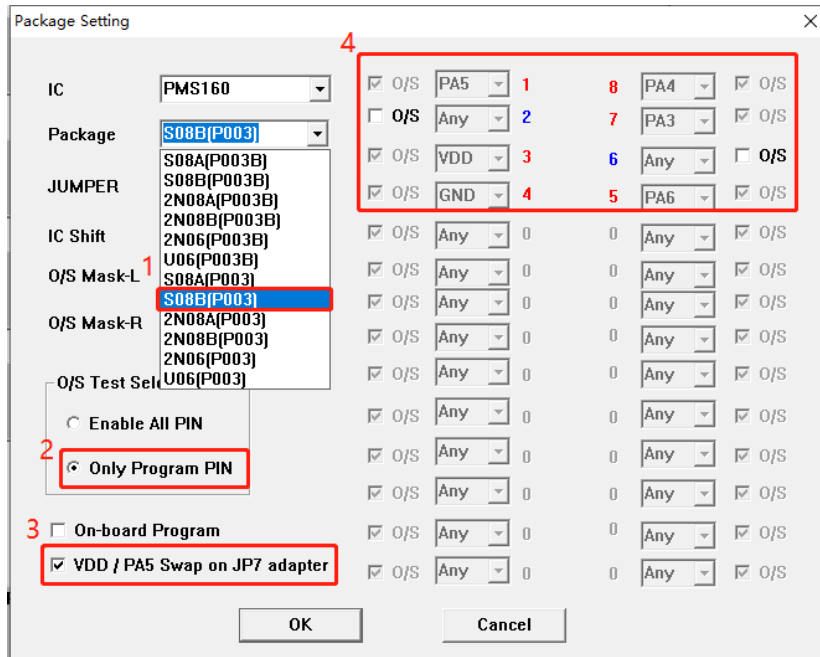 Package Setting
4
IC PMS160
Package S08B(P003)
S08A(P003B)
S08B(P003B)
2N08A(P003B)
2N08B(P003B)
2N06(P003B)
U06(P003B)
S08A(P003)
S08B(P003)
2N08A(P003)
2N08B(P003)
2N06(P003)
U06(P003)
JUMPER
IC Shift
O/S Mask-L
1
O/S Mask-R
O/S Test Sel
Enable All PIN
2
Only Program PIN
3
On-board Program
VDD / PA5 Swap on JP7 adapter
O/S PA5 1 8 PA4 O/S
O/S Any 2 7 PA3 O/S
O/S VDD 3 6 Any O/S
O/S GND 4 5 PA6 O/S
O/S Any 0 0 Any O/S
O/S Any 0 0 Any O/S
O/S Any 0 0 Any O/S
O/S Any 0 0 Any O/S
O/S Any 0 0 Any O/S
O/S Any 0 0 Any O/S
O/S Any 0 0 Any O/S
O/S Any 0 0 Any O/S
O/S Any 0 0 Any O/S
O/S Any 0 0 Any O/S
OK
Cancel